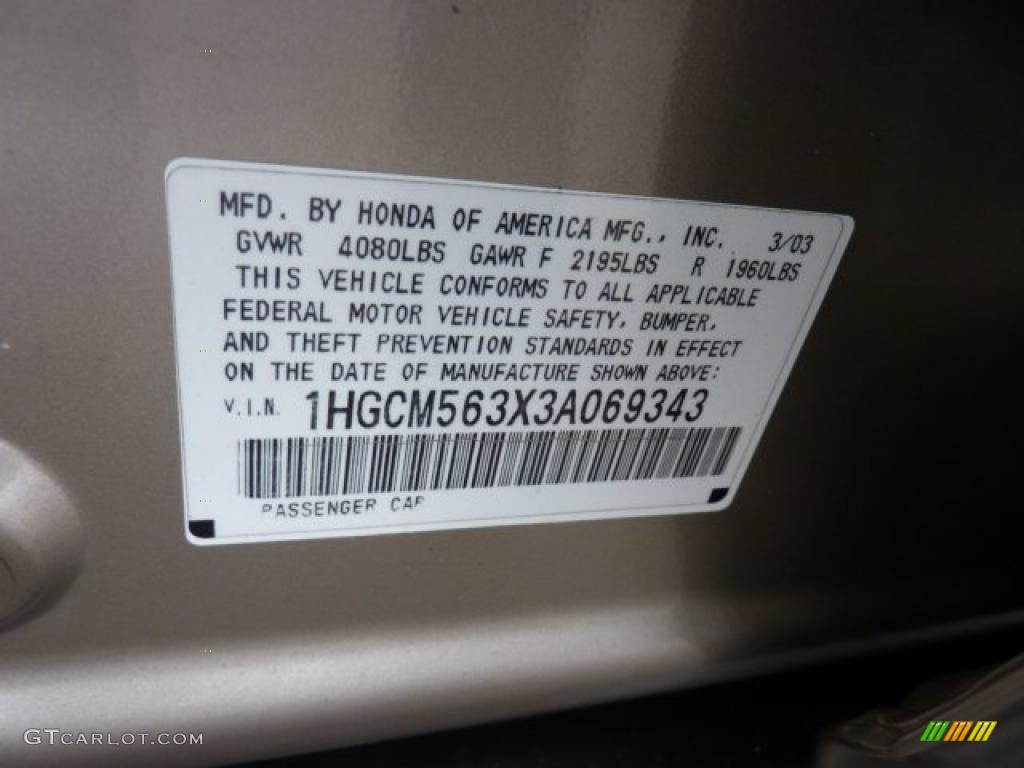 MFD. BY HONDA OF AMERICA MFG., INC. 3/03
GVWR 4080LBS GAWR F 2195LBS R 1960LBS
THIS VEHICLE CONFORMS TO ALL APPLICABLE
FEDERAL MOTOR VEHICLE SAFETY, BUMPER,
AND THEFT PREVENTION STANDARDS IN EFFECT
ON THE DATE OF MANUFACTURE SHOWN ABOVE:
V.I.N. 1HGCM563X3A069343
PASSENGER CAR
GTCARLOT.COM